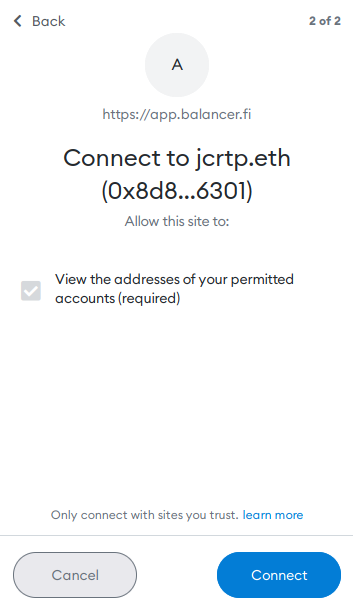 Back
2 of 2
A
https://app.balancer.fi
Connect to jcrtp.eth
(0x8d8...6301)
Allow this site to:
View the addresses of your permitted
accounts (required)
Only connect with sites you trust. learn more
Cancel
Connect